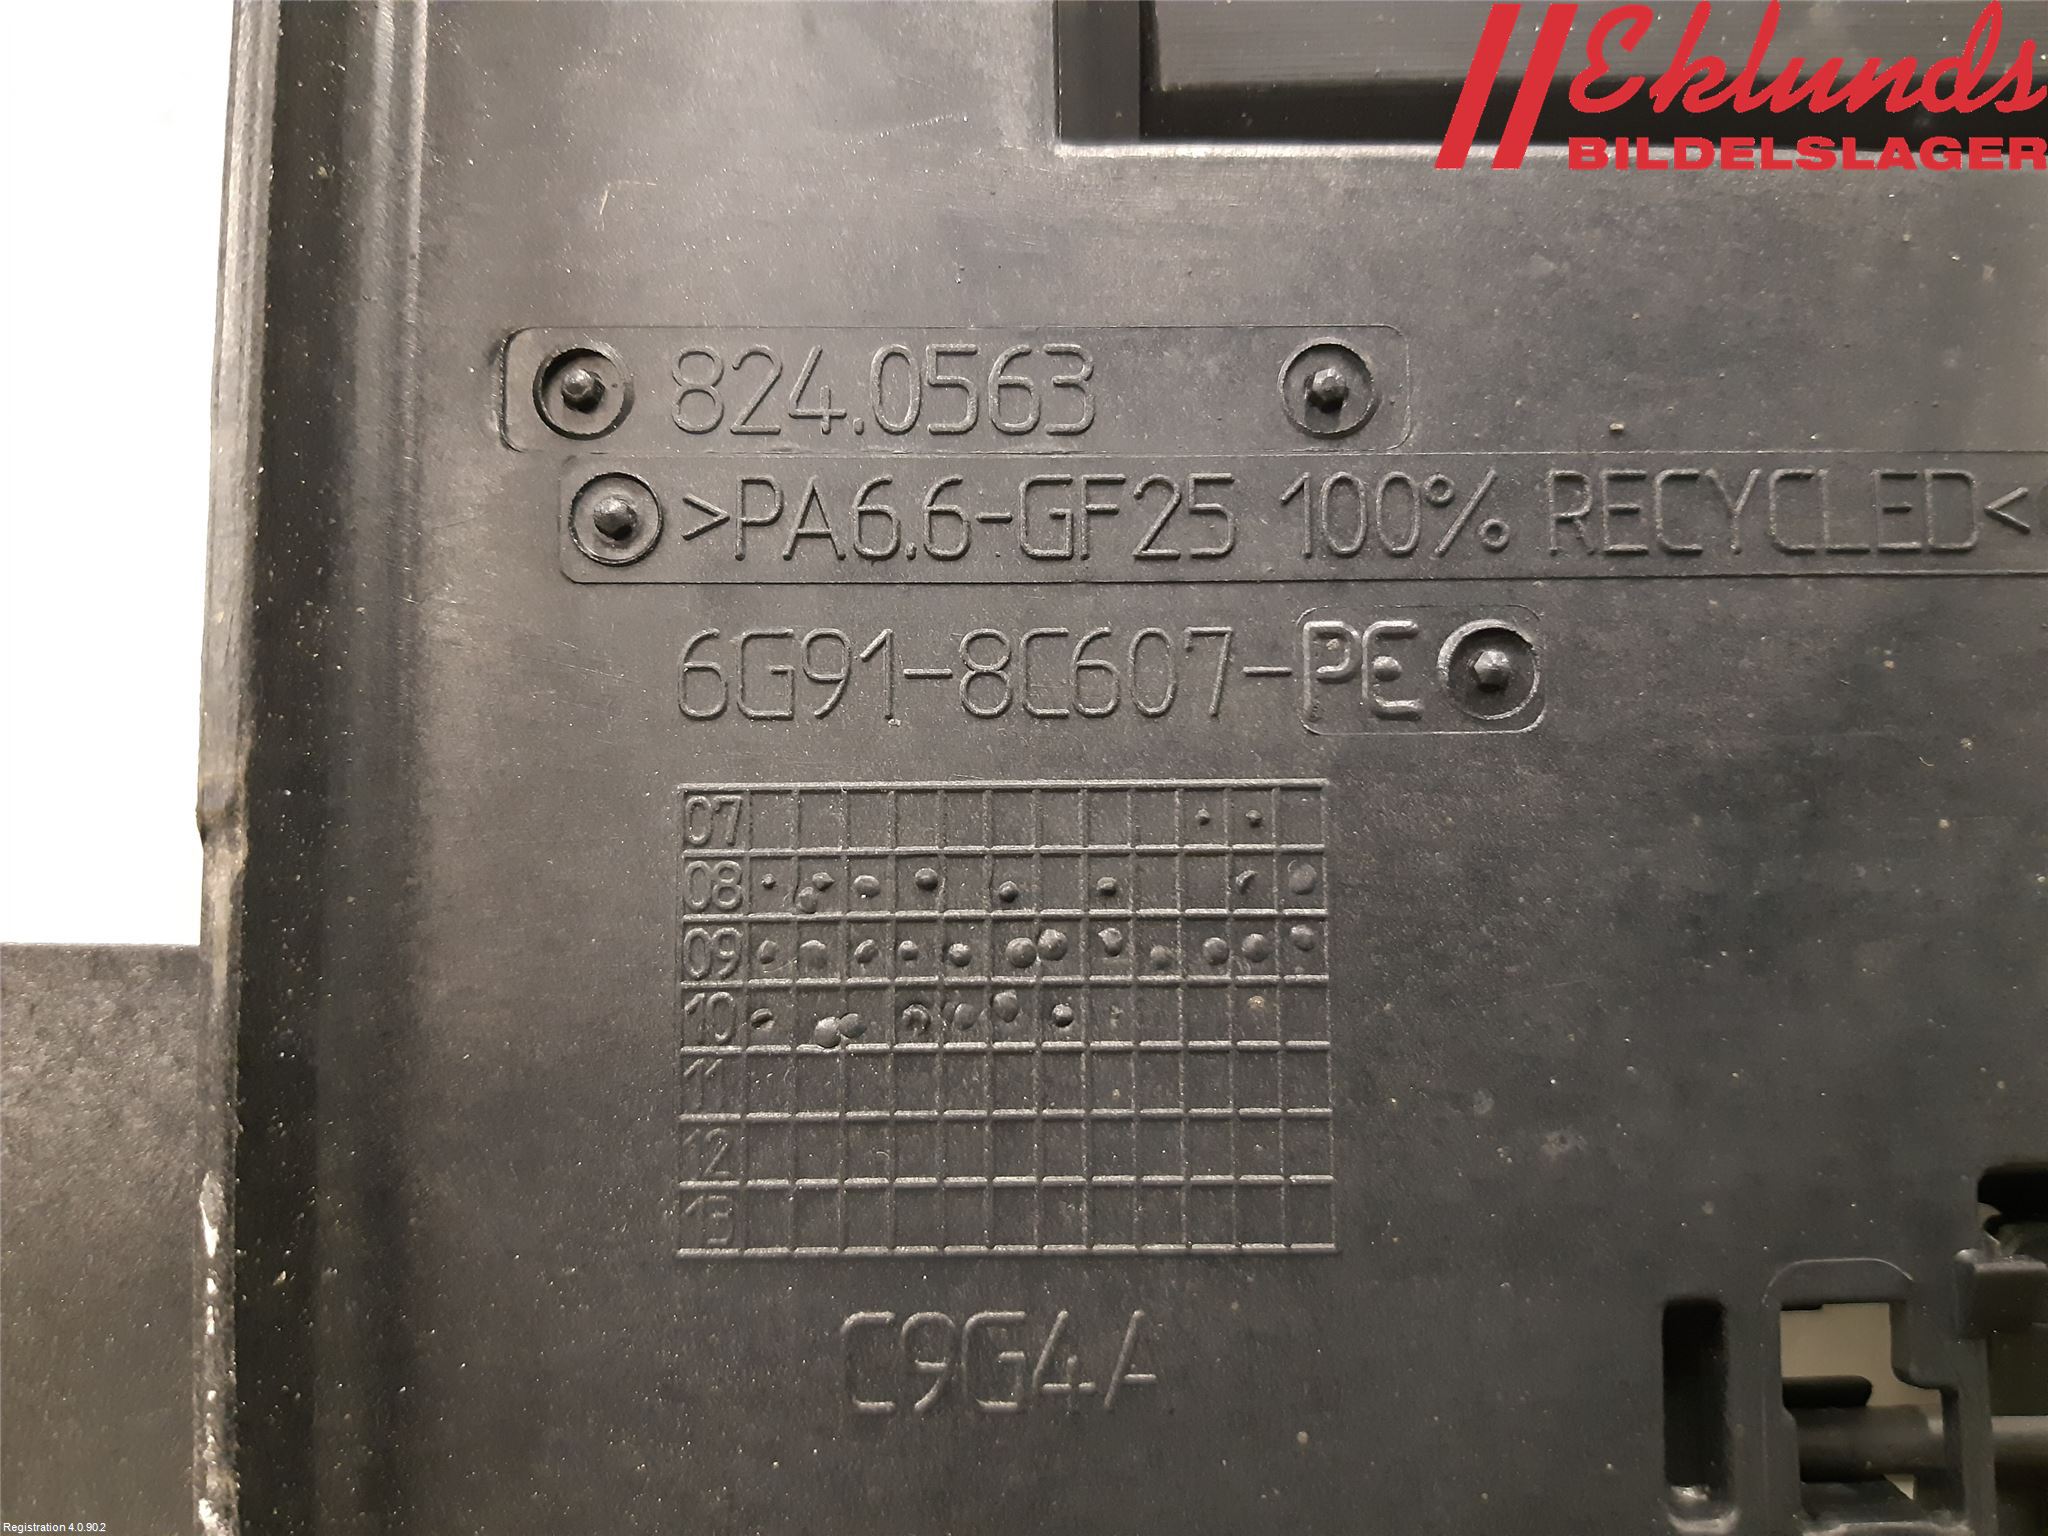 Eklunds
BILDELSLAGER
824.0563
>PA6.6-GF25 100% RECYCLED<
6G91-8C607-PE
07
08
09
10
11
12
13
C9G4A
Registration 4.0.90.2